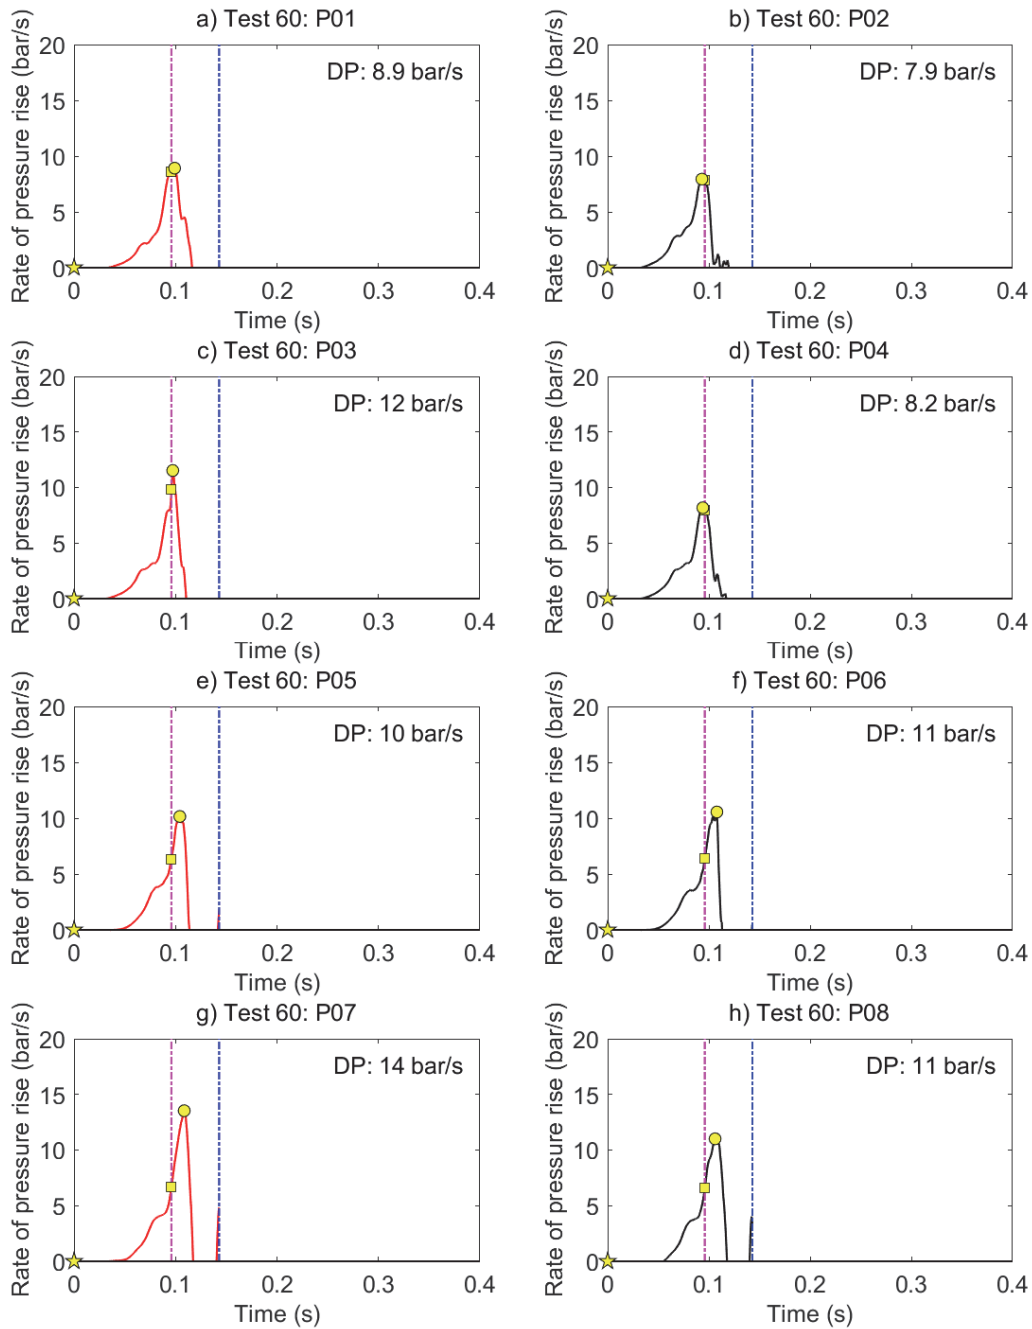 a) Test 60: P01
DP: 8.9 bar/s
Rate of pressure rise (bar/s)
20
15
10
5
0
0 0.1 0.2 0.3 0.4
Time (s)
b) Test 60: P02
DP: 7.9 bar/s
Rate of pressure rise (bar/s)
20
15
10
5
0
0 0.1 0.2 0.3 0.4
Time (s)
c) Test 60: P03
DP: 12 bar/s
Rate of pressure rise (bar/s)
20
15
10
5
0
0 0.1 0.2 0.3 0.4
Time (s)
d) Test 60: P04
DP: 8.2 bar/s
Rate of pressure rise (bar/s)
20
15
10
5
0
0 0.1 0.2 0.3 0.4
Time (s)
e) Test 60: P05
DP: 10 bar/s
Rate of pressure rise (bar/s)
20
15
10
5
0
0 0.1 0.2 0.3 0.4
Time (s)
f) Test 60: P06
DP: 11 bar/s
Rate of pressure rise (bar/s)
20
15
10
5
0
0 0.1 0.2 0.3 0.4
Time (s)
g) Test 60: P07
DP: 14 bar/s
Rate of pressure rise (bar/s)
20
15
10
5
0
0 0.1 0.2 0.3 0.4
Time (s)
h) Test 60: P08
DP: 11 bar/s
Rate of pressure rise (bar/s)
20
15
10
5
0
0 0.1 0.2 0.3 0.4
Time (s)